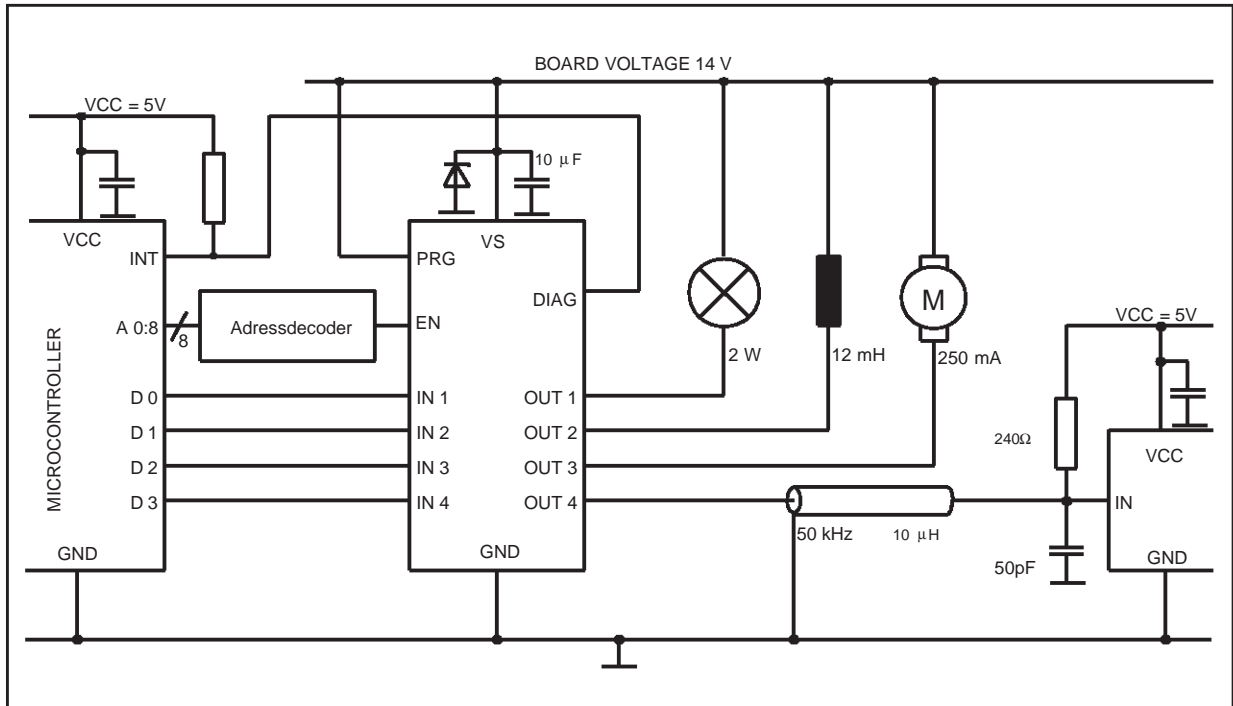 BOARD VOLTAGE 14 V
VCC = 5V
10 μF
VCC
VS
INT
PRG
DIAG
A 0:8
8
Adressdecoder
EN
MICROCONTROLLER
2 W
12 mH
M
250 mA
VCC = 5V
D 0
IN 1
OUT 1
D 1
IN 2
OUT 2
D 2
IN 3
OUT 3
D 3
IN 4
OUT 4
240Ω
VCC
IN
50 kHz
10 μH
GND
GND
50pF
GND